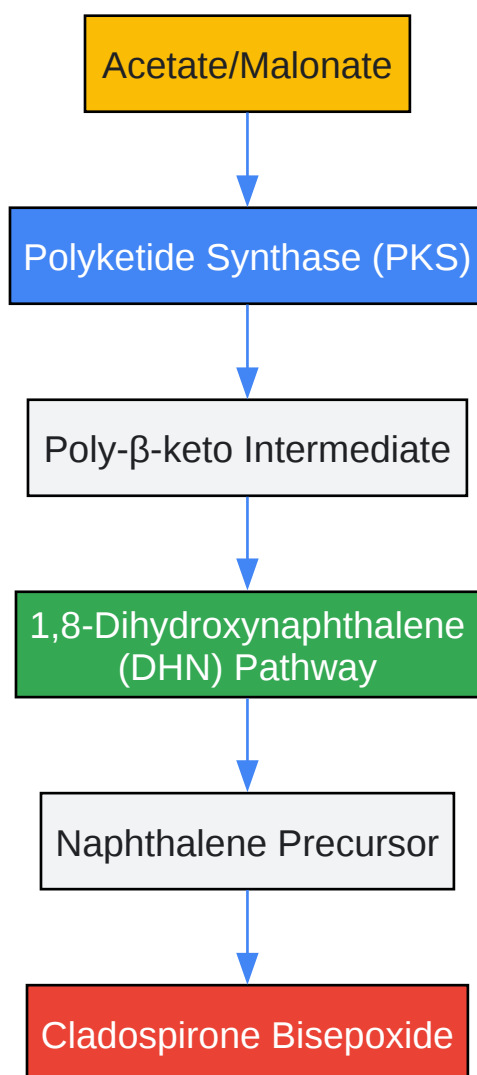 Acetate/Malonate
Polyketide Synthase (PKS)
Poly-β-keto Intermediate
1,8-Dihydroxynaphthalene
(DHN) Pathway
Naphthalene Precursor
Cladospirone Bisepoxide